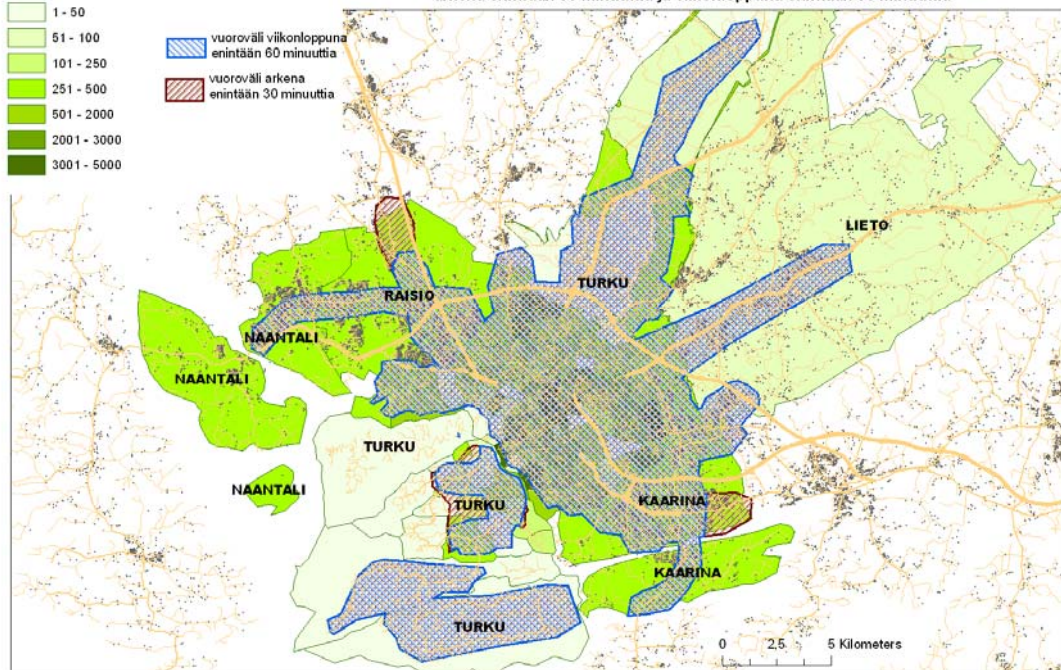 1 - 50
51 - 100
101 - 250
251 - 500
501 - 2000
2001 - 3000
3001 - 5000
vuoroväli viikonloppuna
enintään 60 minuuttia
vuoroväli arkena
enintään 30 minuuttia
LIETO
TURKU
RAISIO
NAANTALI
NAANTALI
TURKU
NAANTALI
TURKU
KAARINA
KAARINA
TURKU
0 2,5 5 Kilometers